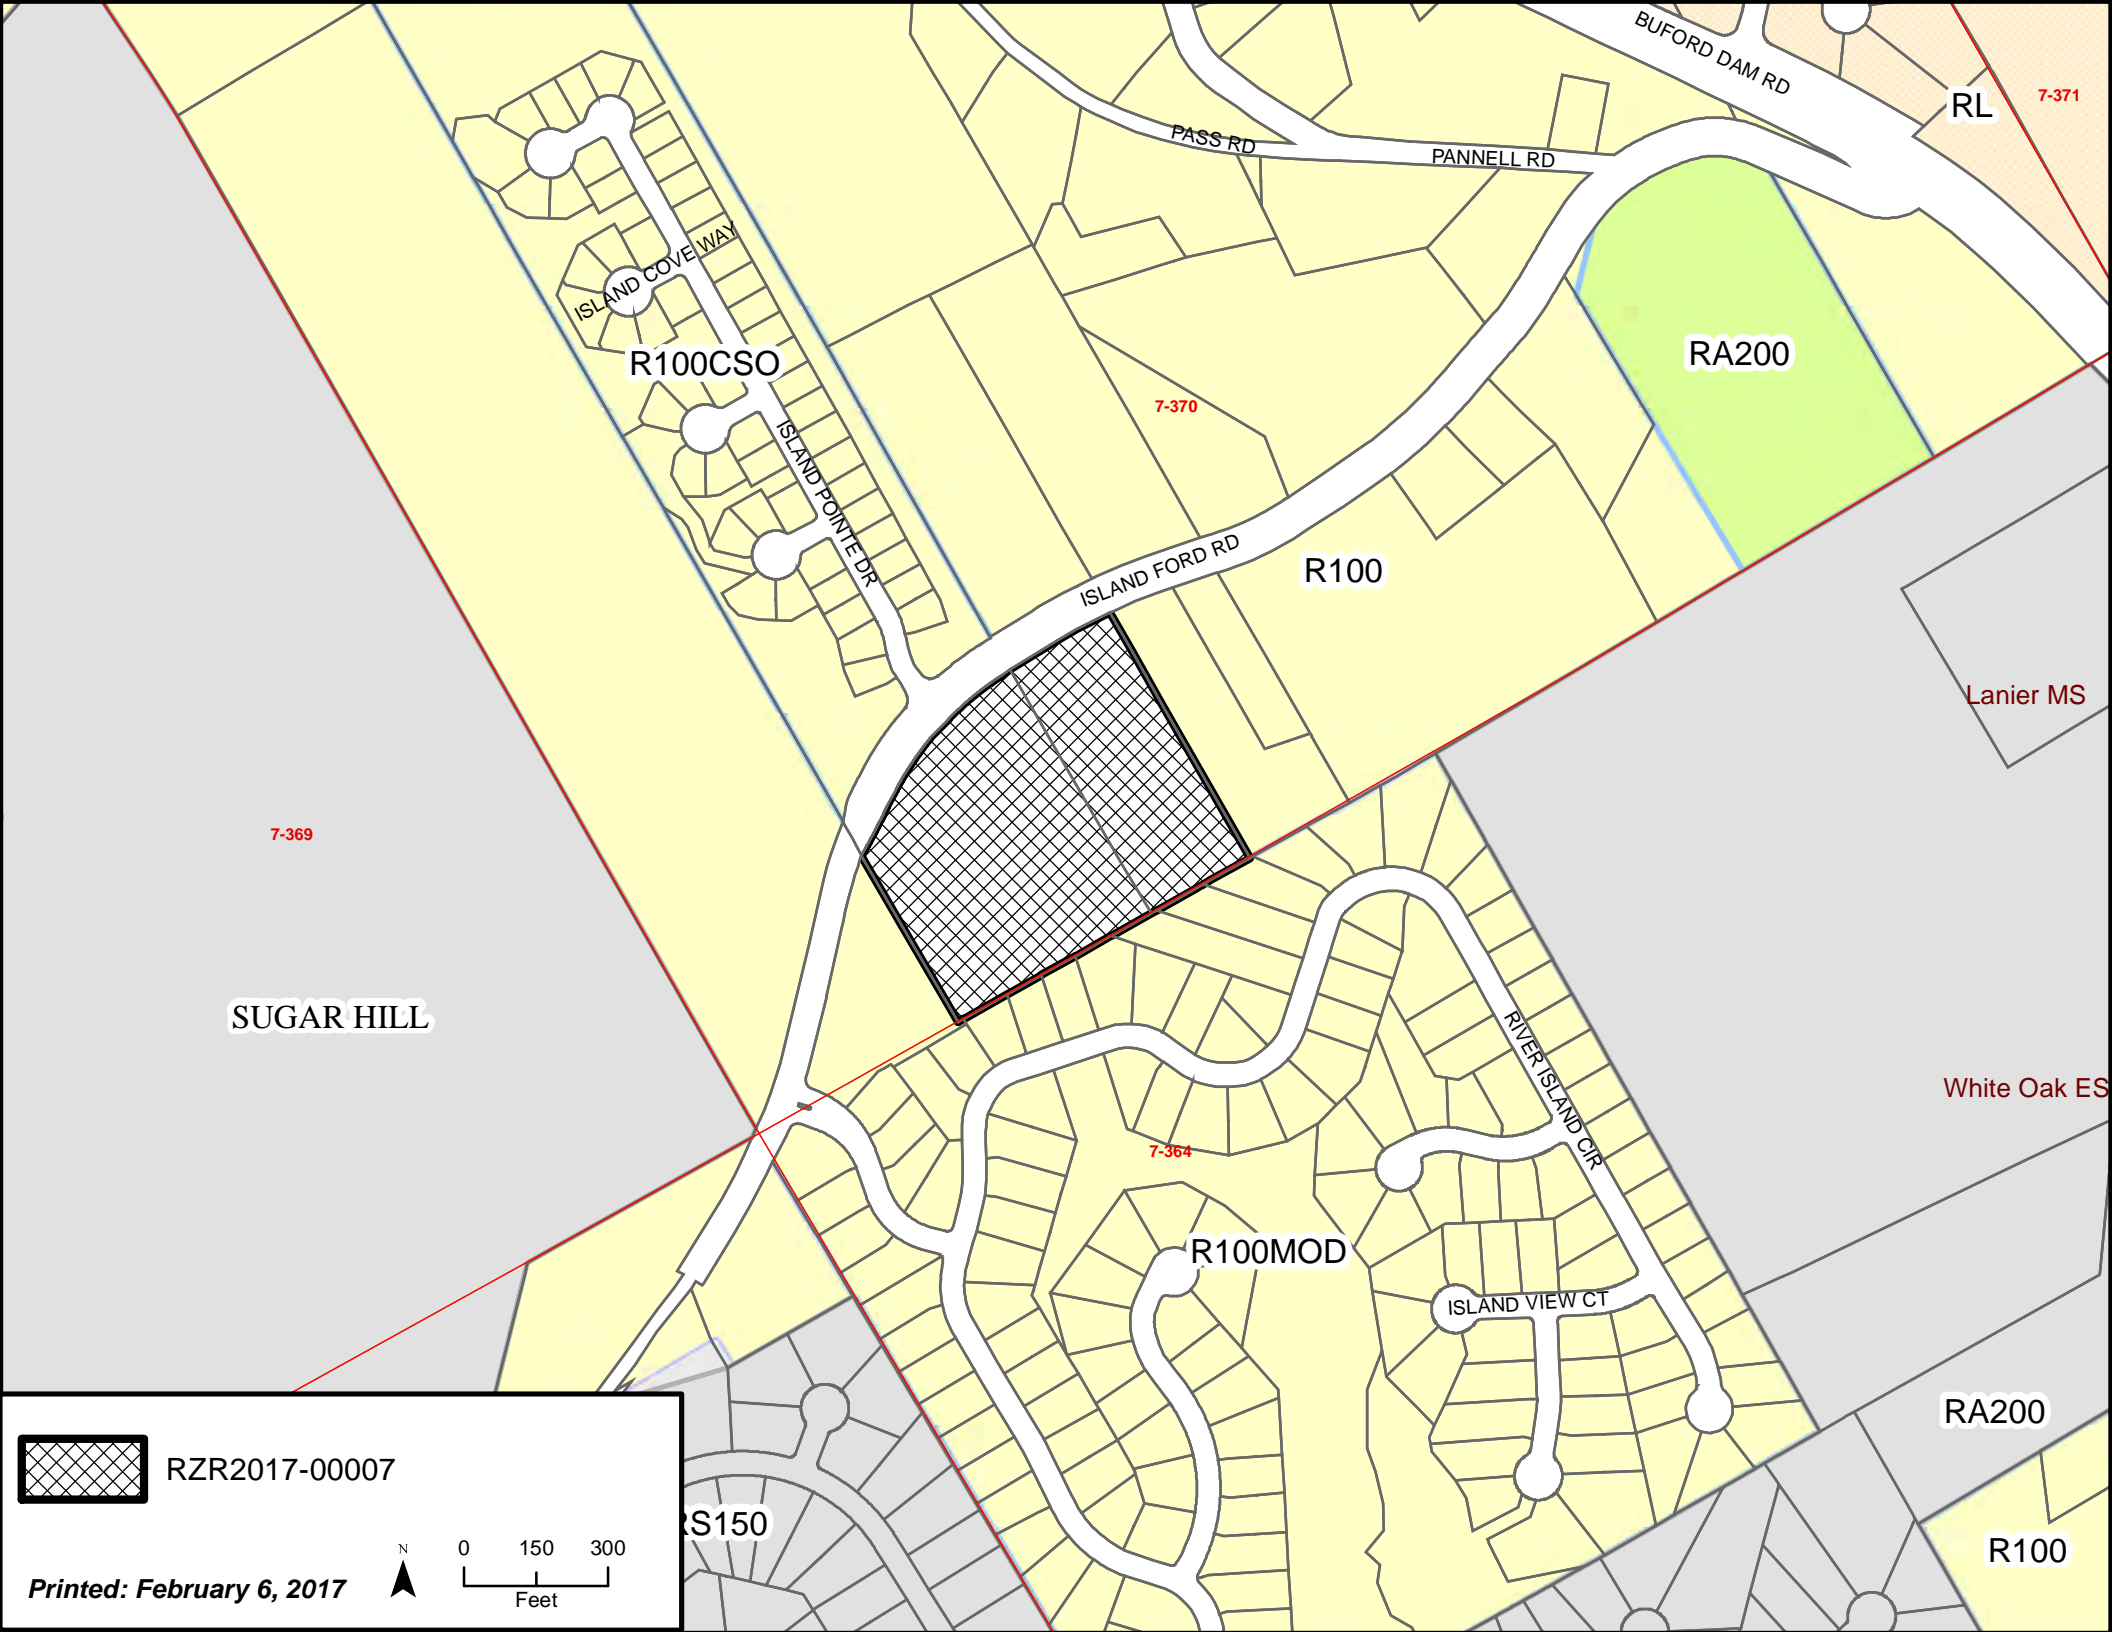 BUFORD DAM RD
RL
7-371
PASS RD
PANNELL RD
ISLAND COVE WAY
R100CSO
RA200
7-370
ISLAND POINTE DR
ISLAND FORD RD
R100
Lanier MS
7-369
SUGAR HILL
RIVER ISLAND CIR
White Oak ES
7-364
R100MOD
ISLAND VIEW CT
RA200
RZR2017-00007
RS150
R100
N
0 150 300
Feet
Printed: February 6, 2017